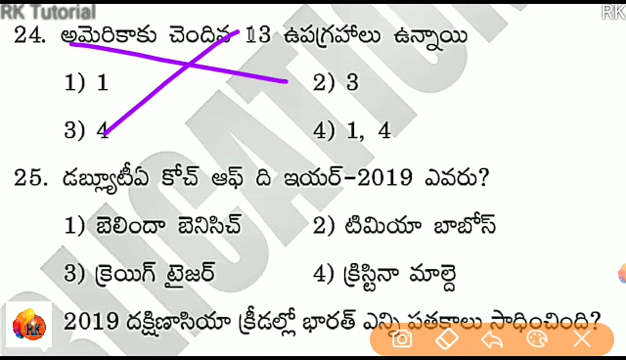 RK Tutorial
RK
24. అమెరికాకు చెందిన 13 ఉపగ్రహాలు ఉన్నాయి
1) 1 2) 3
3) 4 4) 1, 4
25. డబ్ల్యూటీఏ కోచ్ ఆఫ్ ది ఇయర్-2019 ఎవరు?
1) బెలిందా బెనిసిచ్ 2) టిమియా బాబోస్
3) క్రెయిగ్ టైజర్ 4) క్రిస్టినా మాల్దె
RK 2019 దక్షిణాసియా క్రీడల్లో భారత్ ఎన్ని పతకాలు సాధించింది?